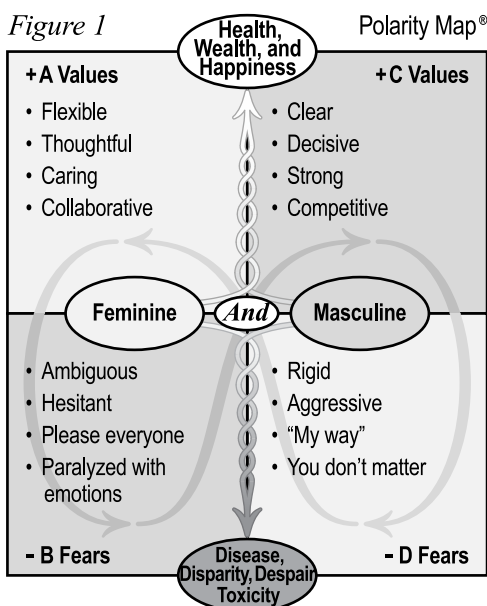 Figure 1
Polarity Map®
Health,
Wealth, and
Happiness
+A Values
• Flexible
• Thoughtful
• Caring
• Collaborative
+C Values
• Clear
• Decisive
• Strong
• Competitive
Feminine
And
Masculine
• Ambiguous
• Hesitant
• Please everyone
• Paralyzed with
emotions
- B Fears
• Rigid
• Aggressive
• “My way”
• You don’t matter
- D Fears
Disease,
Disparity, Despair
Toxicity